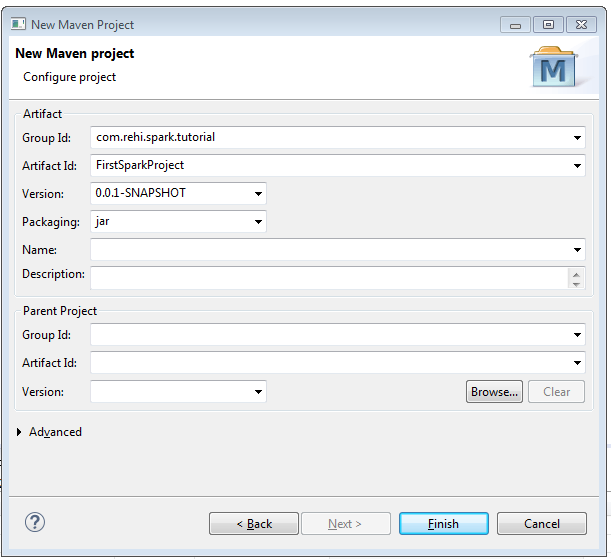 New Maven Project
New Maven project
Configure project
M
Artifact
Group Id: com.rehi.spark.tutorial
Artifact Id: FirstSparkProject
Version: 0.0.1-SNAPSHOT
Packaging: jar
Name:
Description:
Parent Project
Group Id:
Artifact Id:
Version: Browse... Clear
Advanced
? < Back Next > Finish Cancel